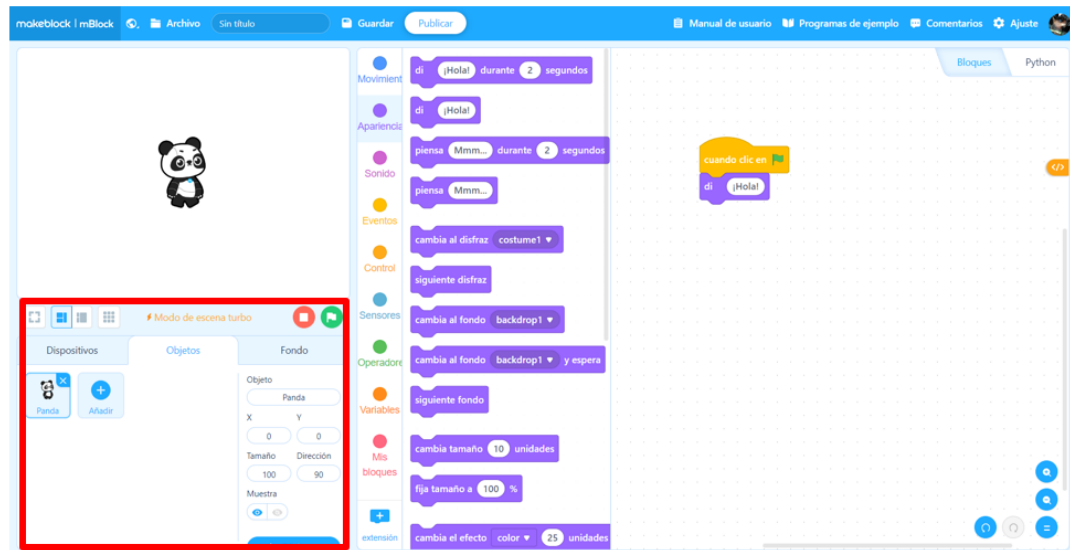 makeblock | mBlock Archivo Sin título Guardar Publicar Manual de usuario Programas de ejemplo Comentarios Ajuste
Bloques Python
Movimient
Apariencia
Sonido
Eventos
Control
Sensores
Operadore
Variables
Mis
bloques
extensión
di ¡Hola! durante 2 segundos
di ¡Hola!
piensa Mmm... durante 2 segundos
piensa Mmm...
cambia al disfraz costume1
siguiente disfraz
cambia al fondo backdrop1
cambia al fondo backdrop1 y espera
siguiente fondo
cambia tamaño 10 unidades
fija tamaño a 100 %
cambia el efecto color 25 unidades
cuando clic en
di ¡Hola!
Modo de escena turbo
Dispositivos Objetos Fondo
Panda Añadir
Objeto
Panda
X Y
0 0
Tamaño Dirección
100 90
Muestra